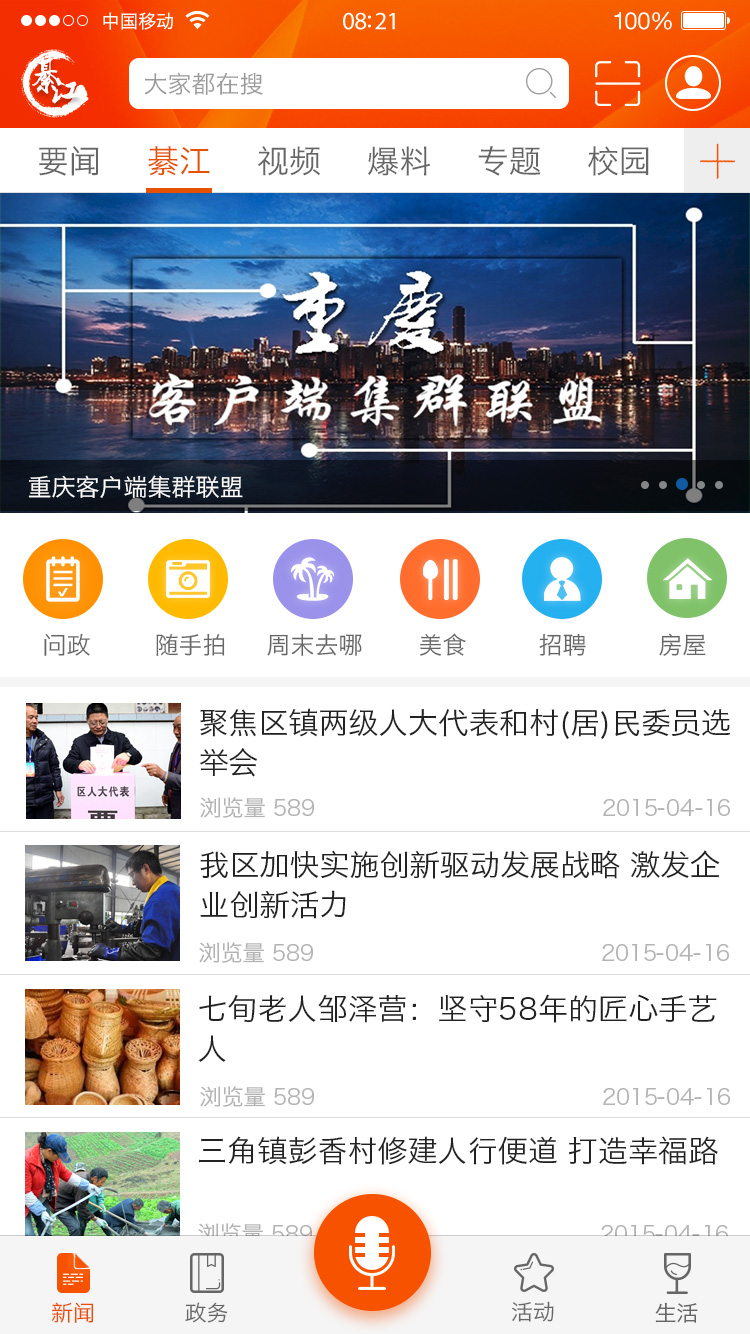 中国移动
08:21
100%
綦江
大家都在搜
要闻 綦江 视频 爆料 专题 校园
重庆
客户端集群联盟
重庆客户端集群联盟
问政 随手拍 周末去哪 美食 招聘 房屋
聚焦区镇两级人大代表和村(居)民委员选
举会
区人大代表
票
浏览量 589
2015-04-16
我区加快实施创新驱动发展战略 激发企
业创新活力
浏览量 589
2015-04-16
七旬老人邹泽营：坚守58年的匠心手艺
人
浏览量 589
2015-04-16
三角镇彭香村修建人行便道 打造幸福路
浏览量 589
2015-04-16
新闻 政务 活动 生活